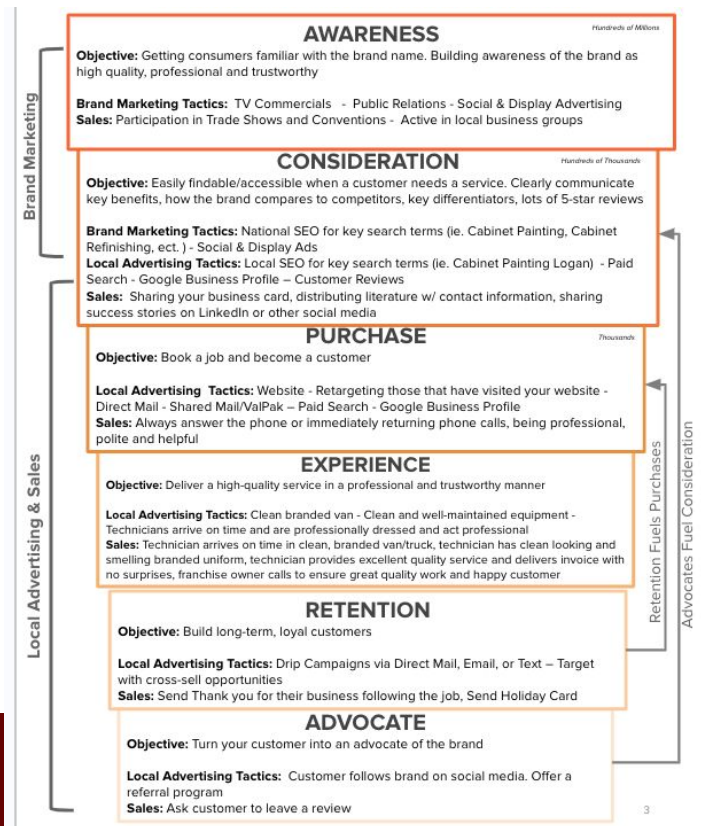 AWARENESS
Hundreds of Millions
Objective: Getting consumers familiar with the brand name. Building awareness of the brand as
high quality, professional and trustworthy
Brand Marketing Tactics: TV Commercials - Public Relations - Social & Display Advertising
Sales: Participation in Trade Shows and Conventions - Active in local business groups
CONSIDERATION
Hundreds of Thousands
Objective: Easily findable/accessible when a customer needs a service. Clearly communicate
key benefits, how the brand compares to competitors, key differentiators, lots of 5-star reviews
Brand Marketing Tactics: National SEO for key search terms (ie. Cabinet Painting, Cabinet
Refinishing, ect. ) - Social & Display Ads
Local Advertising Tactics: Local SEO for key search terms (ie. Cabinet Painting Logan) - Paid
Search - Google Business Profile – Customer Reviews
Sales: Sharing your business card, distributing literature w/ contact information, sharing
success stories on LinkedIn or other social media
PURCHASE
Thousands
Objective: Book a job and become a customer
Local Advertising Tactics: Website - Retargeting those that have visited your website -
Direct Mail - Shared Mail/ValPak – Paid Search - Google Business Profile
Sales: Always answer the phone or immediately returning phone calls, being professional,
polite and helpful
EXPERIENCE
Objective: Deliver a high-quality service in a professional and trustworthy manner
Local Advertising Tactics: Clean branded van - Clean and well-maintained equipment -
Technicians arrive on time and are professionally dressed and act professional
Sales: Technician arrives on time in clean, branded van/truck, technician has clean looking and
smelling branded uniform, technician provides excellent quality service and delivers invoice with
no surprises, franchise owner calls to ensure great quality work and happy customer
RETENTION
Objective: Build long-term, loyal customers
Local Advertising Tactics: Drip Campaigns via Direct Mail, Email, or Text – Target
with cross-sell opportunities
Sales: Send Thank you for their business following the job, Send Holiday Card
ADVOCATE
Objective: Turn your customer into an advocate of the brand
Local Advertising Tactics: Customer follows brand on social media. Offer a
referral program
Sales: Ask customer to leave a review
Brand Marketing
Local Advertising & Sales
Retention Fuels Purchases
Advocates Fuel Consideration
3